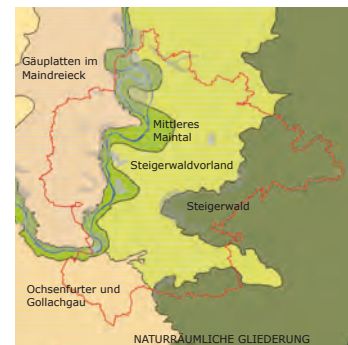 Gäuplatten im
Maindreieck
Mittleres
Maintal
Steigerwaldvorland
Steigerwald
Ochsenfurter und
Gollachgau
NATURRÄUMLICHE GLIEDERUNG